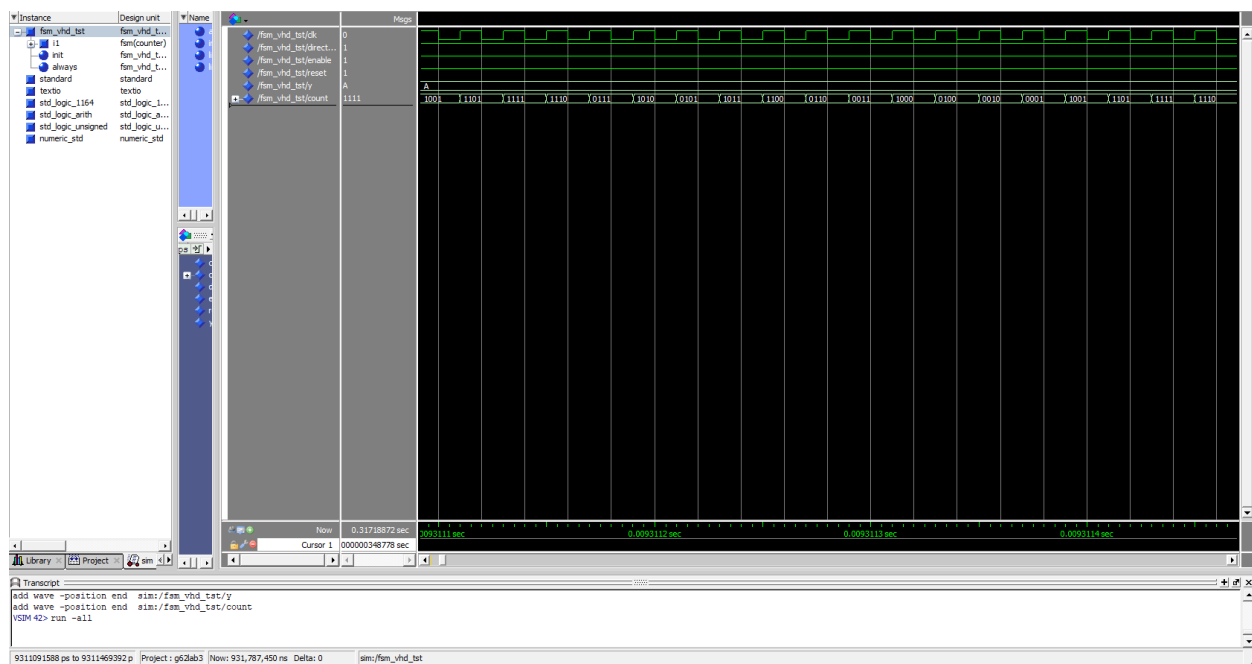 Instance Design unit
fsm_vhd_tst fsm_vhd_t...
i1 fsm(counter)
init fsm_vhd_t...
always fsm_vhd_t...
standard standard
textio textio
std_logic_1164 std_logic_1...
std_logic_arith std_logic_a...
std_logic_unsigned std_logic_u...
numeric_std numeric_std
Name
Msgs
/fsm_vhd_tst/clk 0
/fsm_vhd_tst/direct... 1
/fsm_vhd_tst/enable 1
/fsm_vhd_tst/reset 1
/fsm_vhd_tst/y A A
/fsm_vhd_tst/count 1111 1001 1101 1111 1110 0111 1010 0101 1011 1100 0110 0011 1000 0100 0010 0001 1001 1101 1111 1110
Now 0.31718872 sec
Cursor 1 000000348778 sec
0093111 sec 0.0093112 sec 0.0093113 sec 0.0093114 sec
Library Project sim
Transcript
add wave -position end sim:/fsm_vhd_tst/y
add wave -position end sim:/fsm_vhd_tst/count
VSIM 42> run -all
9311091588 ps to 9311469392 p Project : g62lab3 Now: 931,787,450 ns Delta: 0 sim:/fsm_vhd_tst